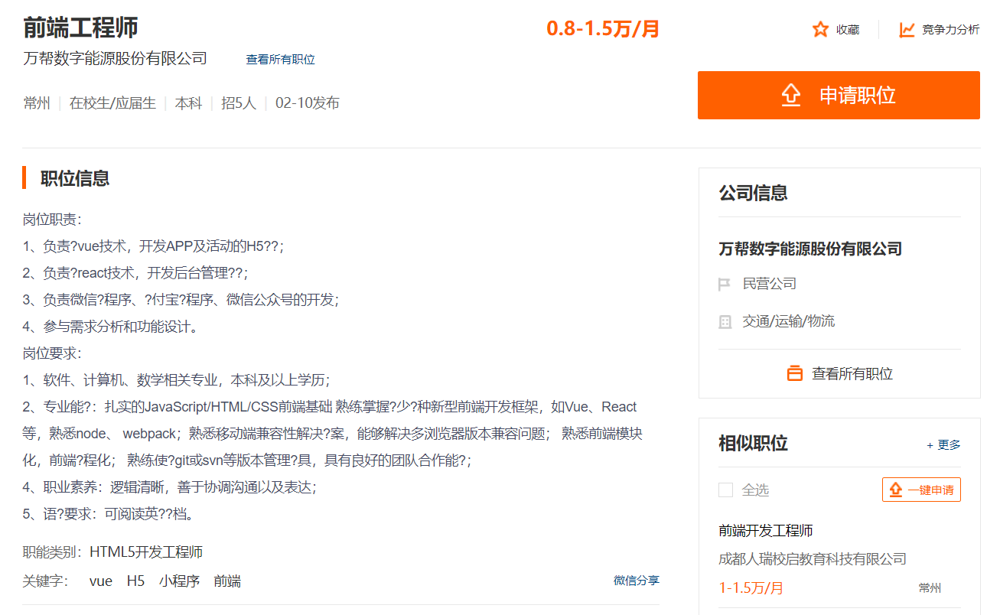 前端工程师
0.8-1.5万/月
收藏
竞争力分析
万帮数字能源股份有限公司
查看所有职位
申请职位
常州 | 在校生/应届生 | 本科 | 招5人 | 02-10发布
职位信息
岗位职责：
1、负责?vue技术，开发APP及活动的H5??；
2、负责?react技术，开发后台管理??；
3、负责微信?程序、?付宝?程序、微信公众号的开发；
4、参与需求分析和功能设计。
岗位要求：
1、软件、计算机、数学相关专业，本科及以上学历；
2、专业能?：扎实的JavaScript/HTML/CSS前端基础 熟练掌握?少?种新型前端开发框架，如Vue、React
等，熟悉node、 webpack；熟悉移动端兼容性解决?案，能够解决多浏览器版本兼容问题； 熟悉前端模块
化，前端?程化； 熟练使?git或svn等版本管理?具，具有良好的团队合作能?；
4、职业素养：逻辑清晰，善于协调沟通以及表达；
5、语?要求：可阅读英??档。
职能类别：HTML5开发工程师
关键字： vue H5 小程序 前端
微信分享
公司信息
万帮数字能源股份有限公司
民营公司
交通/运输/物流
查看所有职位
相似职位
+ 更多
全选
一键申请
前端开发工程师
成都人瑞校启教育科技有限公司
1-1.5万/月
常州